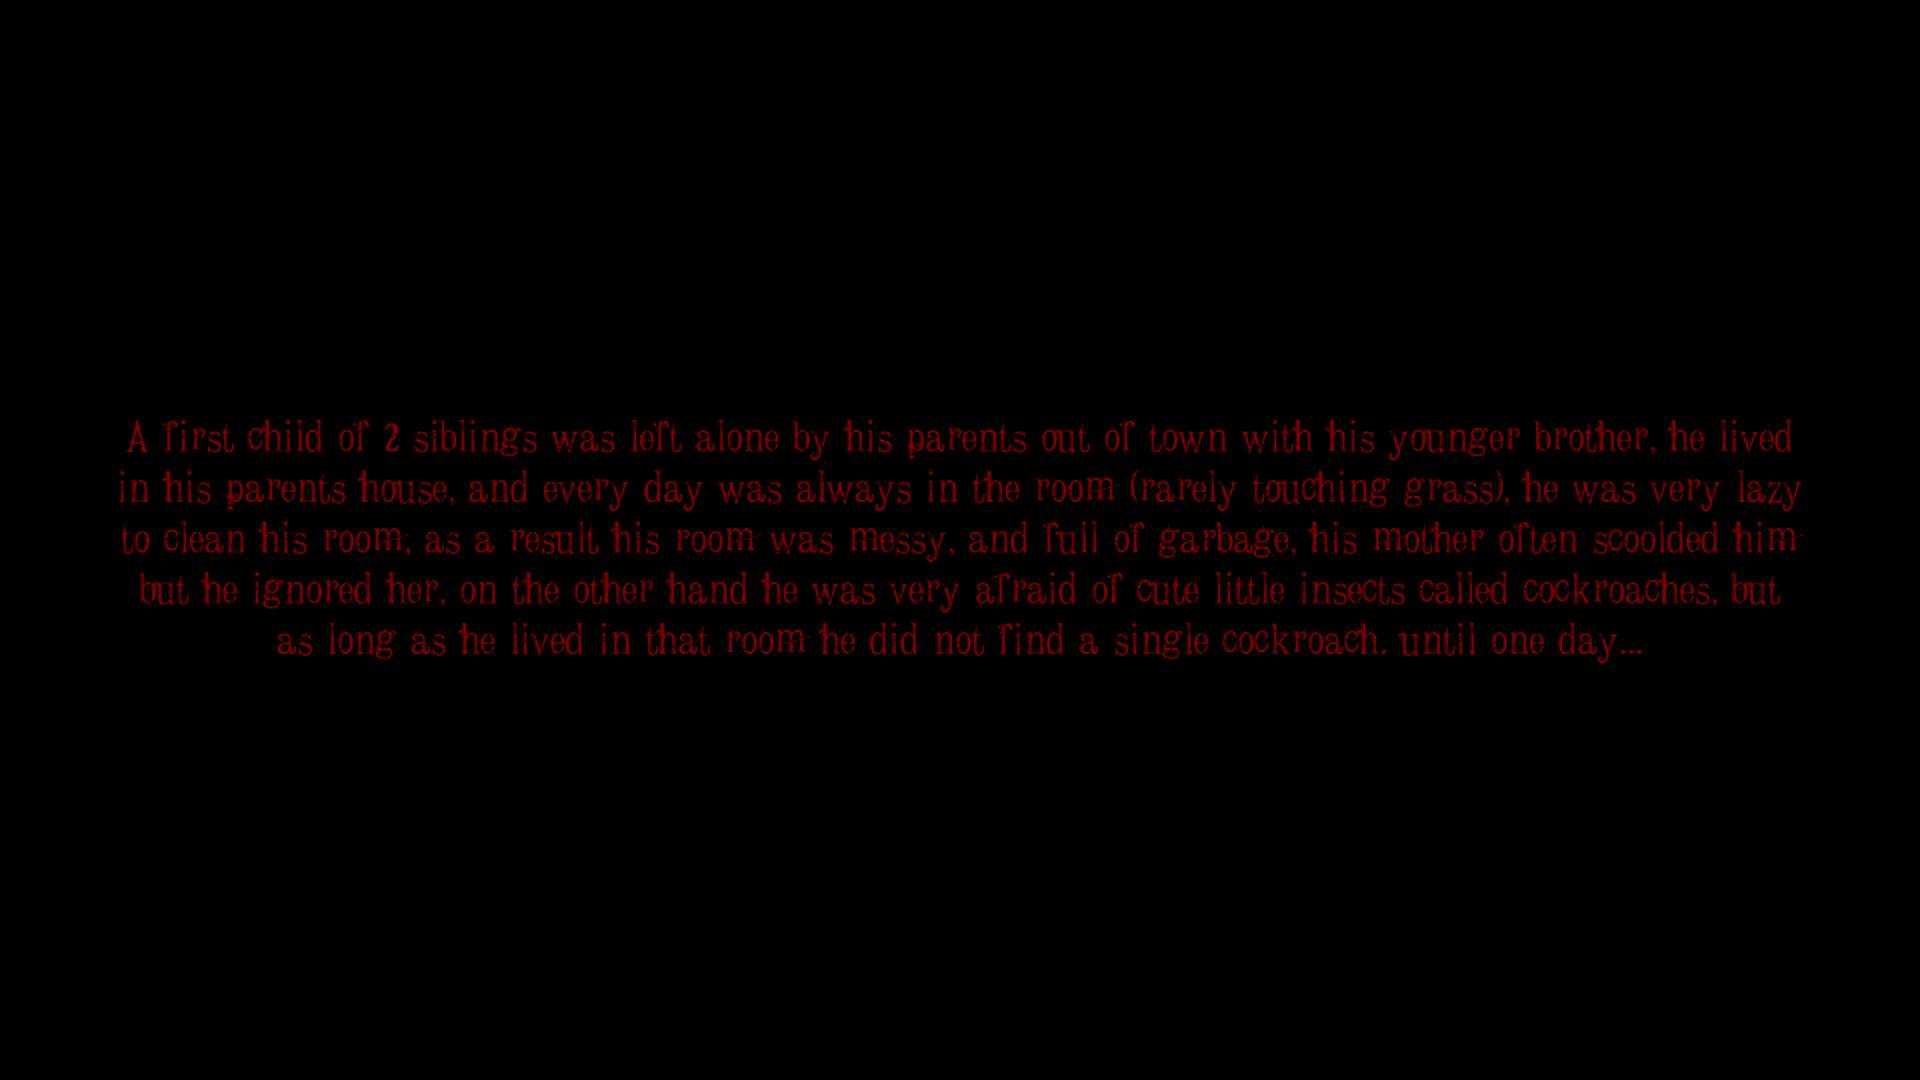 A first child of 2 siblings was left alone by his parents out of town with his younger brother, he lived
in his parents house, and every day was always in the room (rarely touching grass), he was very lazy
to clean his room, as a result his room was messy, and full of garbage, his mother often scoolded him
but he ignored her, on the other hand he was very afraid of cute little insects called cockroaches, but
as long as he lived in that room he did not find a single cockroach. until one day...